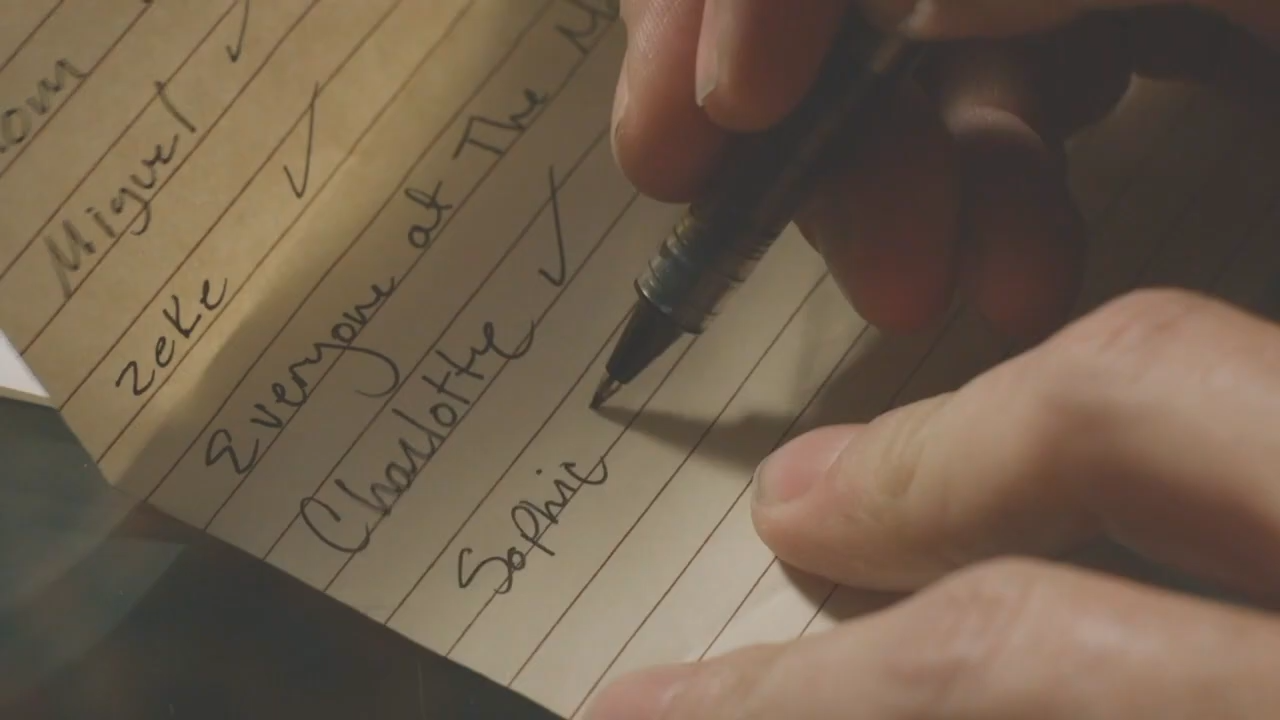 Miguel ✓
Zeke ✓
Everyone at The
Charlotte ✓
Sophie